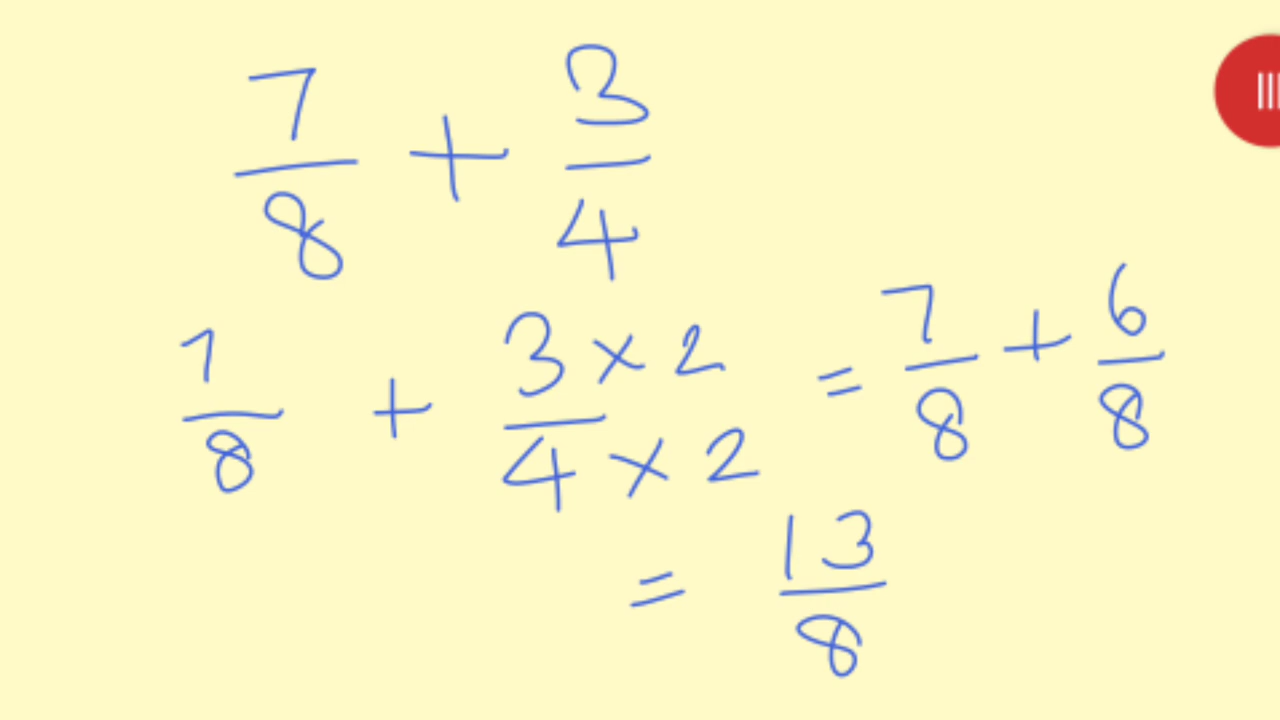 7/8 + 3/4
7/8 + 3×2/4×2 = 7/8 + 6/8
= 13/8